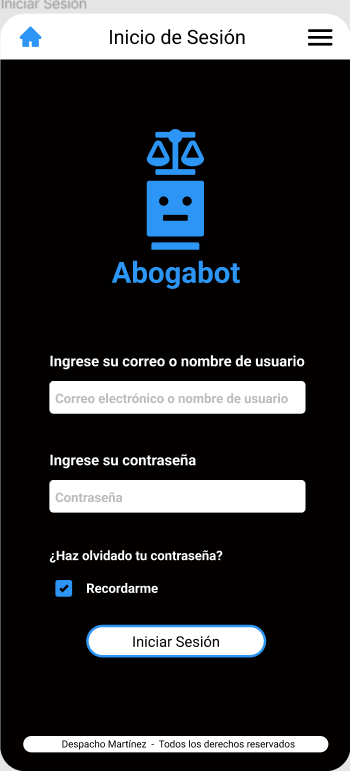 Iniciar Sesión
Inicio de Sesión
Abogabot
Ingrese su correo o nombre de usuario
Correo electrónico o nombre de usuario
Ingrese su contraseña
Contraseña
¿Haz olvidado tu contraseña?
Recordarme
Iniciar Sesión
Despacho Martínez - Todos los derechos reservados